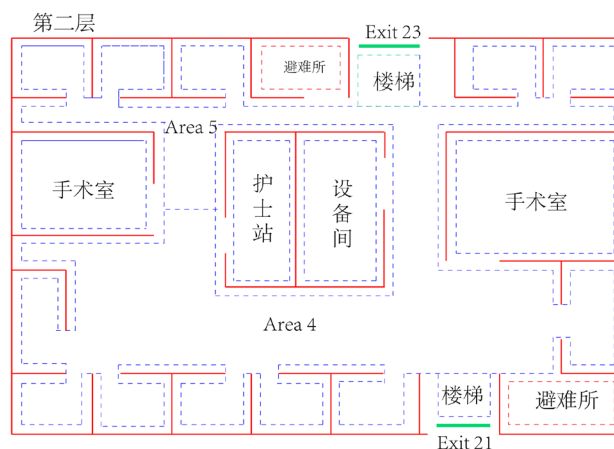 第二层
Exit 23
避难所
楼梯
Area 5
手术室
护士站
设备间
手术室
Area 4
楼梯
避难所
Exit 21